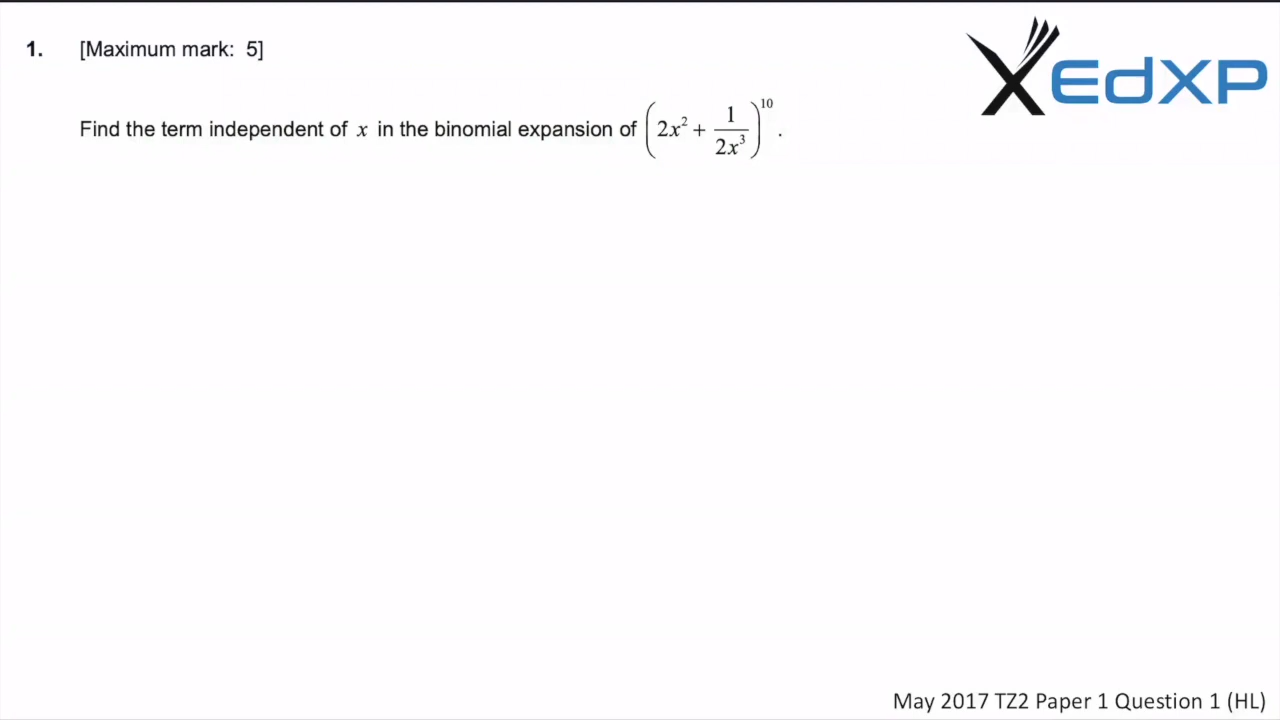 1. [Maximum mark: 5]
XEdXP
Find the term independent of x in the binomial expansion of (2x² + 1/(2x³))¹⁰.
May 2017 TZ2 Paper 1 Question 1 (HL)